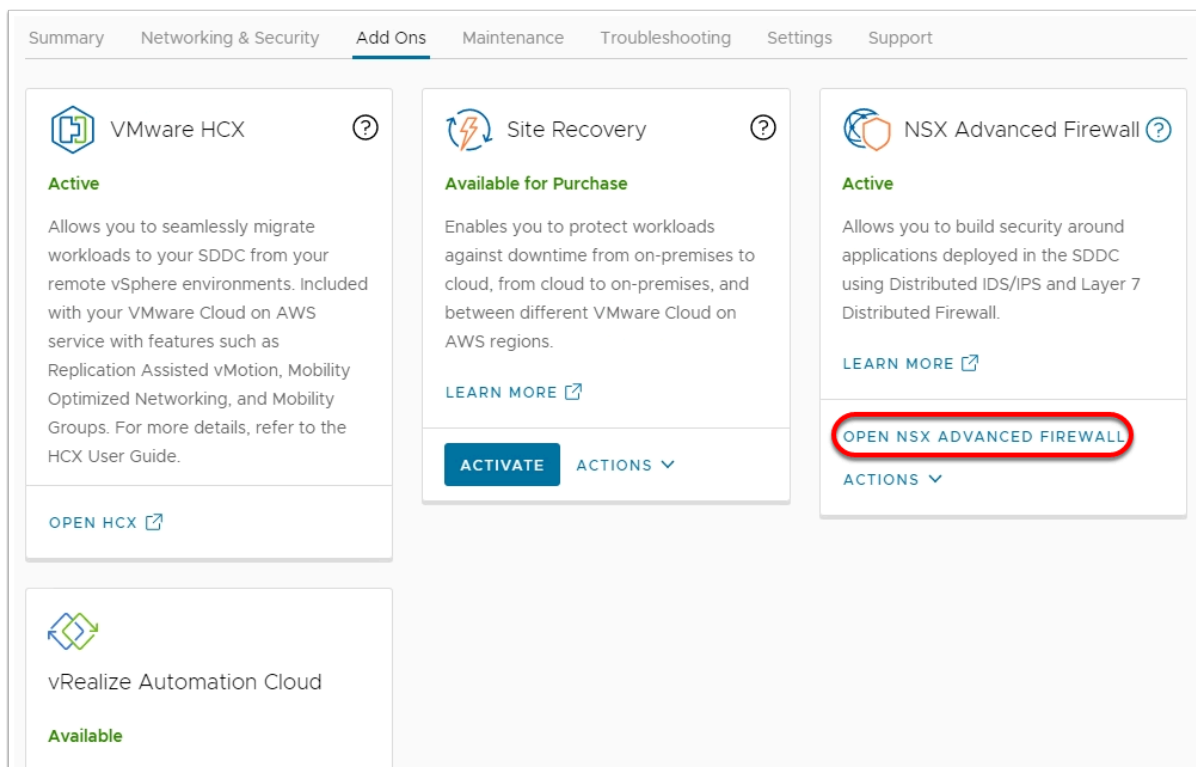 Summary Networking & Security Add Ons Maintenance Troubleshooting Settings Support
VMware HCX
Active
Allows you to seamlessly migrate
workloads to your SDDC from your
remote vSphere environments. Included
with your VMware Cloud on AWS
service with features such as
Replication Assisted vMotion, Mobility
Optimized Networking, and Mobility
Groups. For more details, refer to the
HCX User Guide.
OPEN HCX
Site Recovery
Available for Purchase
Enables you to protect workloads
against downtime from on-premises to
cloud, from cloud to on-premises, and
between different VMware Cloud on
AWS regions.
LEARN MORE
ACTIVATE ACTIONS
NSX Advanced Firewall
Active
Allows you to build security around
applications deployed in the SDDC
using Distributed IDS/IPS and Layer 7
Distributed Firewall.
LEARN MORE
OPEN NSX ADVANCED FIREWALL
ACTIONS
vRealize Automation Cloud
Available